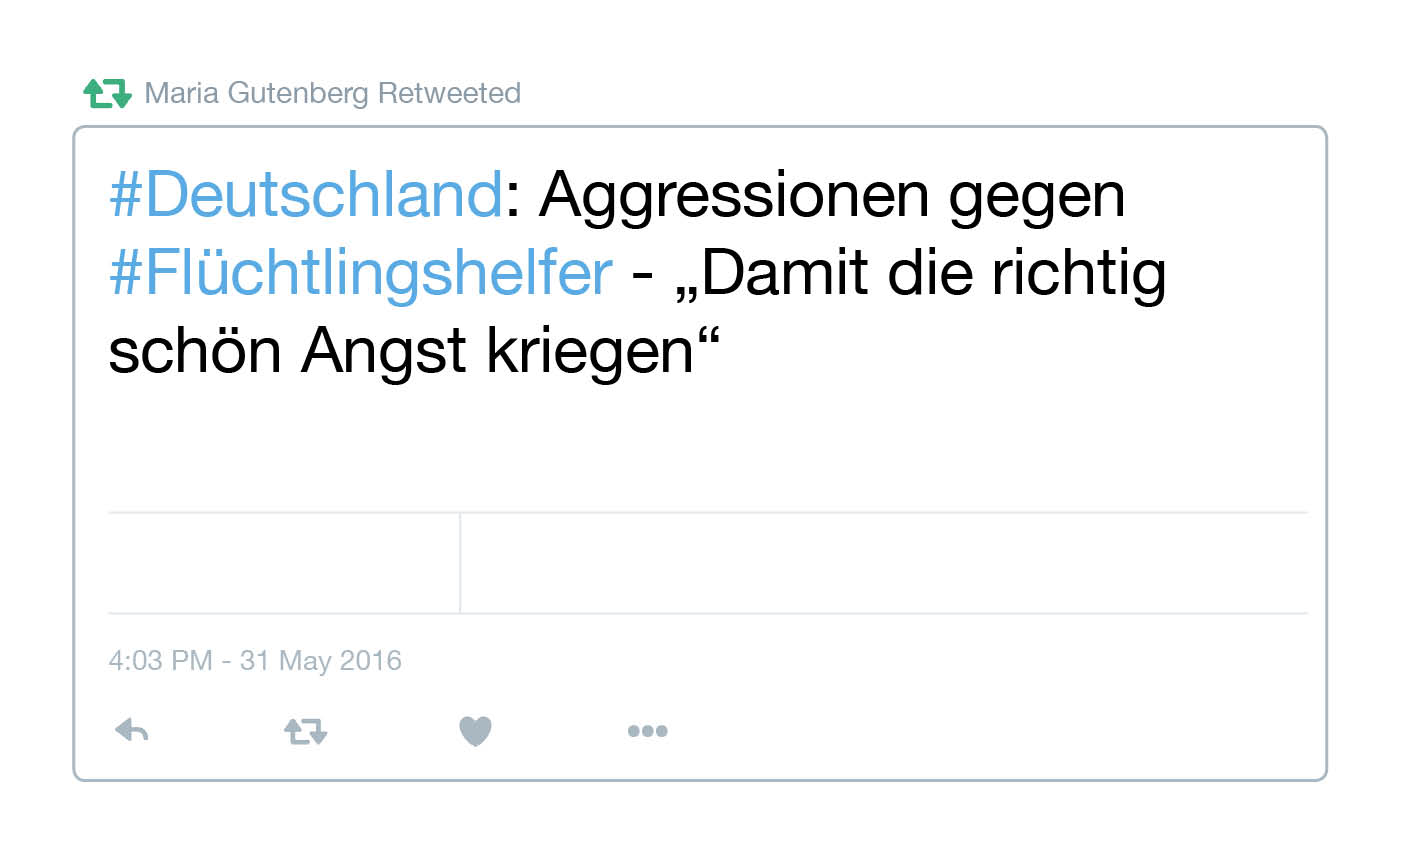 Maria Gutenberg Retweeted
#Deutschland: Aggressionen gegen
#Flüchtlingshelfer - „Damit die richtig
schön Angst kriegen“
4:03 PM - 31 May 2016